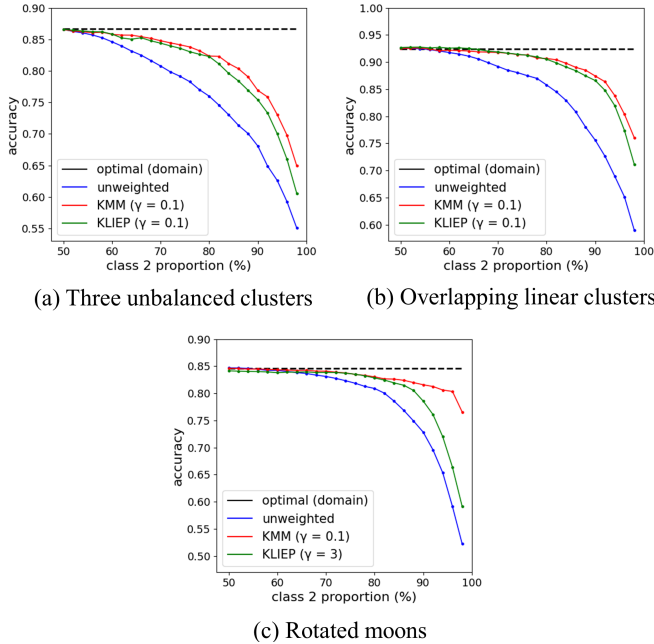 0.90
0.85
0.80
0.75
0.70
0.65
0.60
0.55
accuracy
optimal (domain)
unweighted
KMM (γ = 0.1)
KLIEP (γ = 0.1)
50 60 70 80 90 100
class 2 proportion (%)
(a) Three unbalanced clusters
1.00
0.95
0.90
0.85
0.80
0.75
0.70
0.65
0.60
accuracy
optimal (domain)
unweighted
KMM (γ = 0.1)
KLIEP (γ = 0.1)
50 60 70 80 90 100
class 2 proportion (%)
(b) Overlapping linear clusters
0.90
0.85
0.80
0.75
0.70
0.65
0.60
0.55
0.50
accuracy
optimal (domain)
unweighted
KMM (γ = 0.1)
KLIEP (γ = 3)
50 60 70 80 90 100
class 2 proportion (%)
(c) Rotated moons